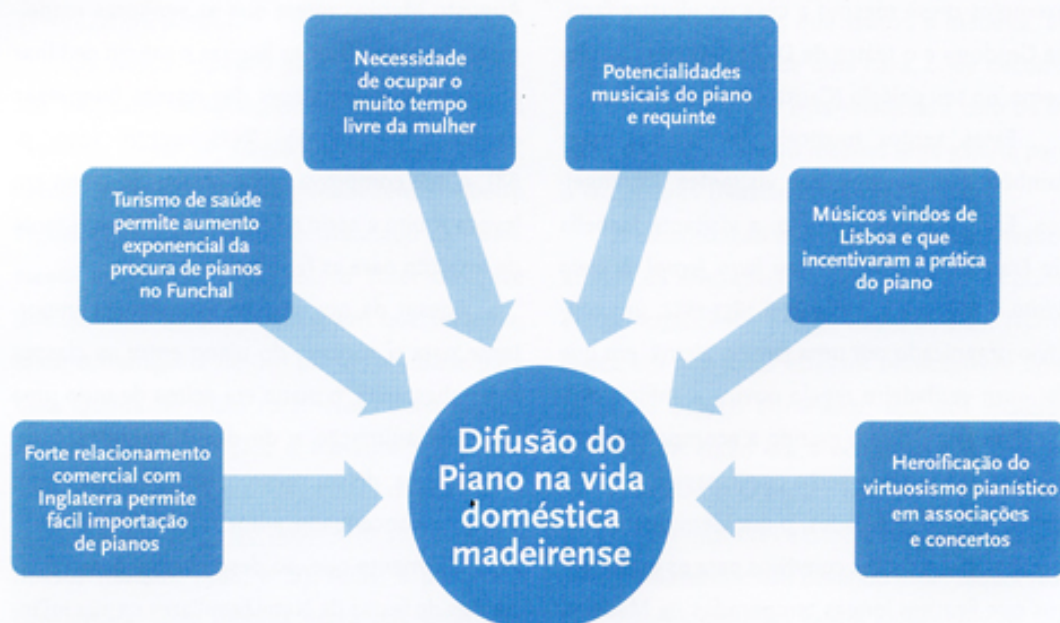 Necessidade
de ocupar o
muito tempo
livre da mulher
Potencialidades
musicais do piano
e requinte
Turismo de saúde
permite aumento
exponencial da
procura de pianos
no Funchal
Músicos vindos de
Lisboa e que
incentivaram a prática
do piano
Forte relacionamento
comercial com
Inglaterra permite
fácil importação
de pianos
Difusão do
Piano na vida
doméstica
madeirense
Heroificação do
virtuosismo pianístico
em associações
e concertos